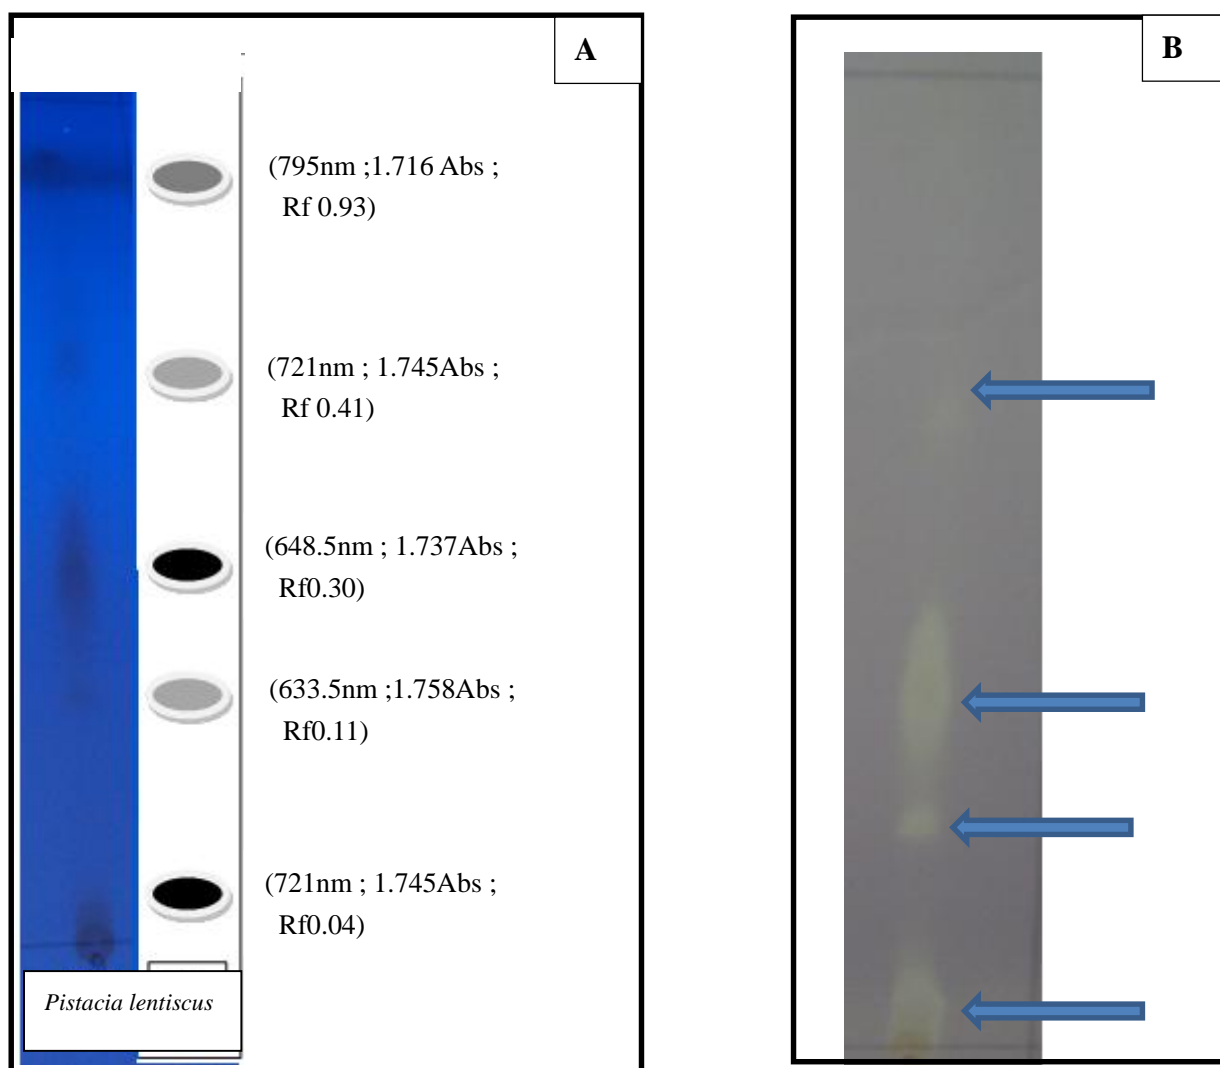 A
B
(795nm ;1.716 Abs ;
Rf 0.93)
(721nm ; 1.745Abs ;
Rf 0.41)
(648.5nm ; 1.737Abs ;
Rf0.30)
(633.5nm ;1.758Abs ;
Rf0.11)
(721nm ; 1.745Abs ;
Rf0.04)
Pistacia lentiscus